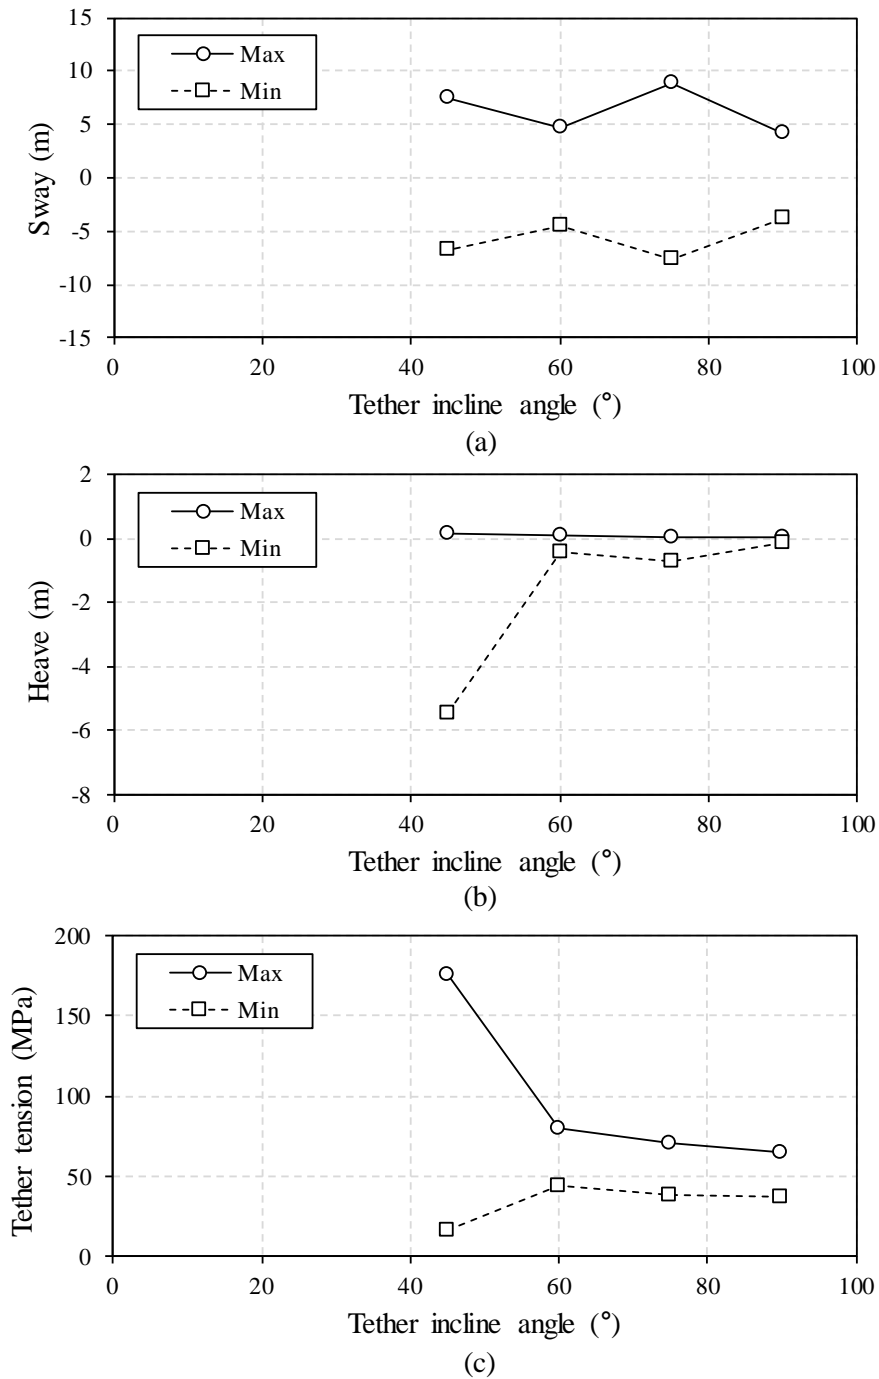 15
10
5
0
-5
-10
-15
Sway (m)
Max
Min
0 20 40 60 80 100
Tether incline angle (°)
(a)
2
0
-2
-4
-6
-8
Heave (m)
Max
Min
0 20 40 60 80 100
Tether incline angle (°)
(b)
200
150
100
50
0
Tether tension (MPa)
Max
Min
0 20 40 60 80 100
Tether incline angle (°)
(c)